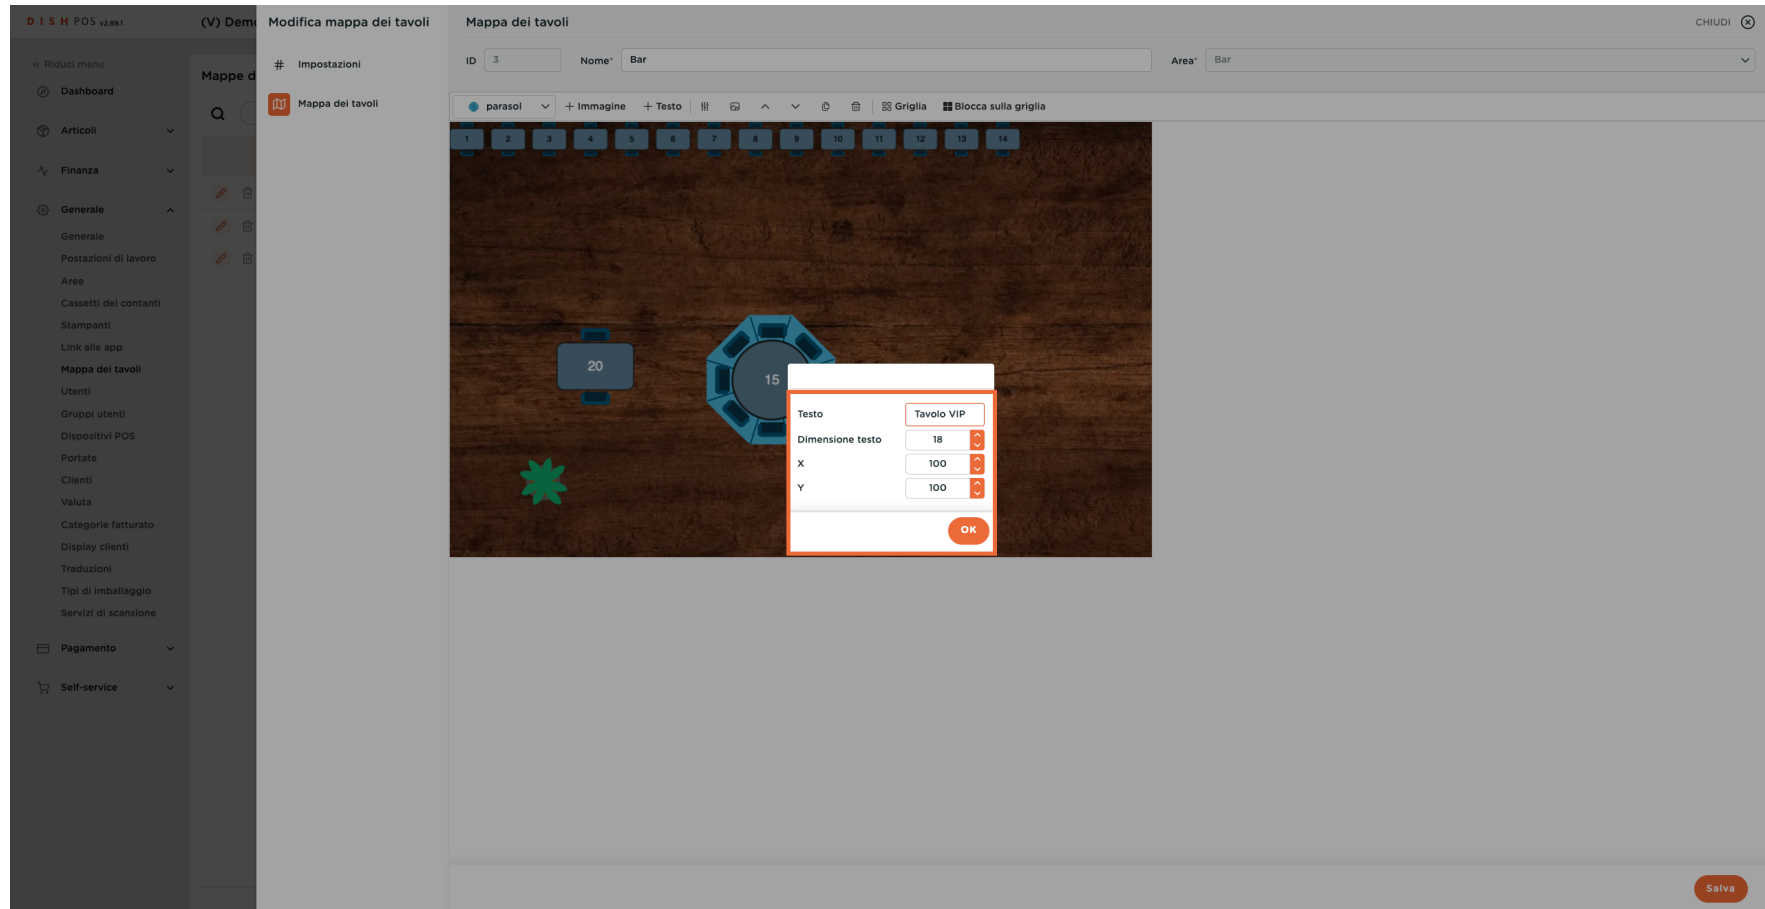 DISH POS v2.89.1
(V) Demo
Modifica mappa dei tavoli
Mappa dei tavoli
CHIUDI
« Riduci menu
Dashboard
Articoli
Finanza
Generale
Generale
Postazioni di lavoro
Aree
Cassetti dei contanti
Stampanti
Link alle app
Mappa dei tavoli
Utenti
Gruppi utenti
Dispositivi POS
Portate
Clienti
Valuta
Categorie fatturato
Display clienti
Traduzioni
Tipi di imballaggio
Servizi di scansione
Pagamento
Self-service
Mappe d
# Impostazioni
Mappa dei tavoli
ID 3 Nome* Bar Area* Bar
parasol + Immagine + Testo Griglia Blocca sulla griglia
1 2 3 4 5 6 7 8 9 10 11 12 13 14
20
15
Testo Tavolo VIP
Dimensione testo 18
X 100
Y 100
OK
Salva